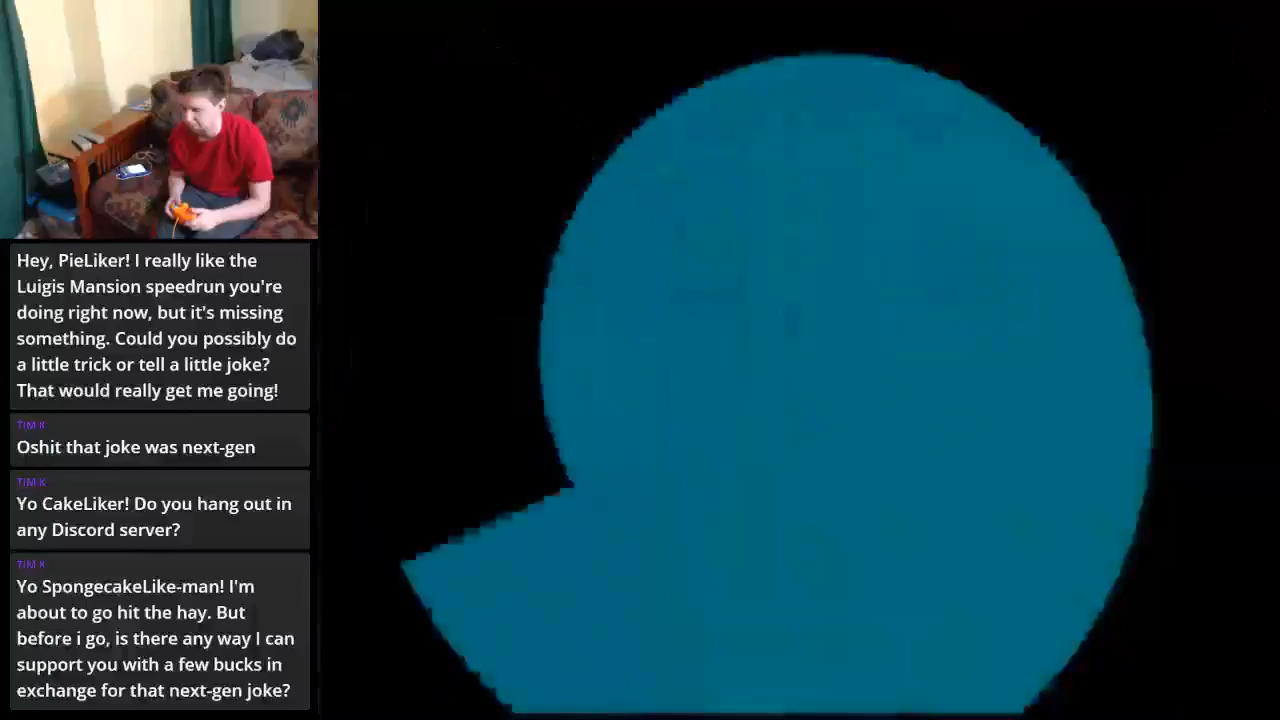 Hey, PieLiker! I really like the
Luigis Mansion speedrun you're
doing right now, but it's missing
something. Could you possibly do
a little trick or tell a little joke?
That would really get me going!
TIM K
Oshit that joke was next-gen
TIM K
Yo CakeLiker! Do you hang out in
any Discord server?
TIM K
Yo SpongecakeLike-man! I'm
about to go hit the hay. But
before i go, is there any way I can
support you with a few bucks in
exchange for that next-gen joke?